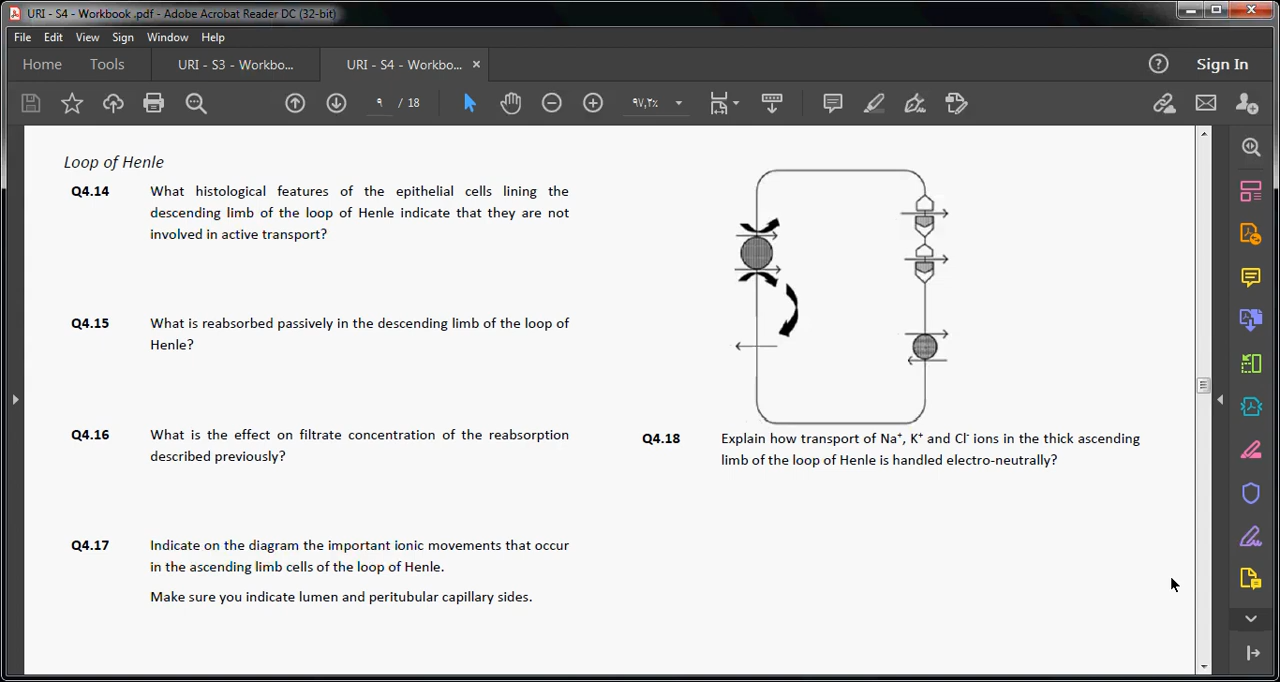 URI - S4 - Workbook .pdf - Adobe Acrobat Reader DC (32-bit)
File Edit View Sign Window Help
Home Tools URI - S3 - Workbo... URI - S4 - Workbo... × Sign In
٩ / 18 ٩٧,٢%
Loop of Henle
Q4.14 What histological features of the epithelial cells lining the
descending limb of the loop of Henle indicate that they are not
involved in active transport?
Q4.15 What is reabsorbed passively in the descending limb of the loop of
Henle?
Q4.16 What is the effect on filtrate concentration of the reabsorption
described previously?
Q4.17 Indicate on the diagram the important ionic movements that occur
in the ascending limb cells of the loop of Henle.
Make sure you indicate lumen and peritubular capillary sides.
Q4.18 Explain how transport of Na⁺, K⁺ and Cl⁻ ions in the thick ascending
limb of the loop of Henle is handled electro-neutrally?